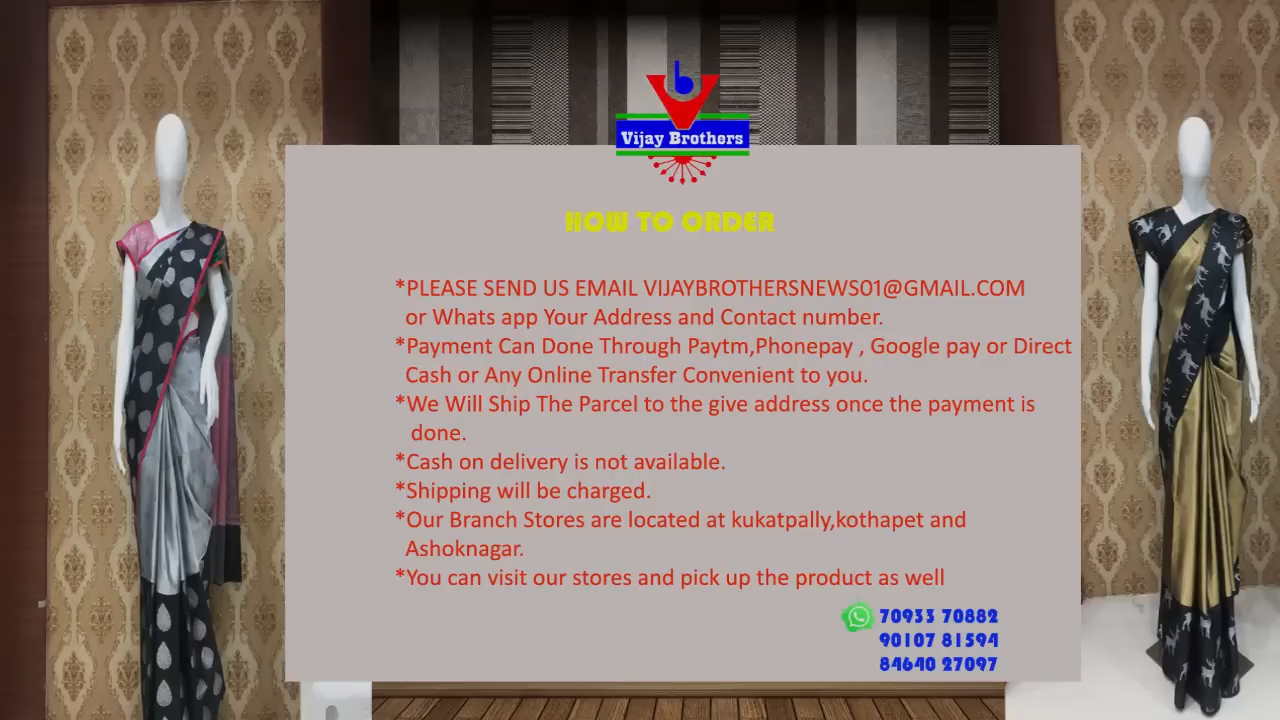 b
Vijay Brothers
HOW TO ORDER
*PLEASE SEND US EMAIL VIJAYBROTHERSNEWS01@GMAIL.COM
or Whats app Your Address and Contact number.
*Payment Can Done Through Paytm,Phonepay , Google pay or Direct
Cash or Any Online Transfer Convenient to you.
*We Will Ship The Parcel to the give address once the payment is
done.
*Cash on delivery is not available.
*Shipping will be charged.
*Our Branch Stores are located at kukatpally,kothapet and
Ashoknagar.
*You can visit our stores and pick up the product as well
70933 70882
90107 81594
84640 27097